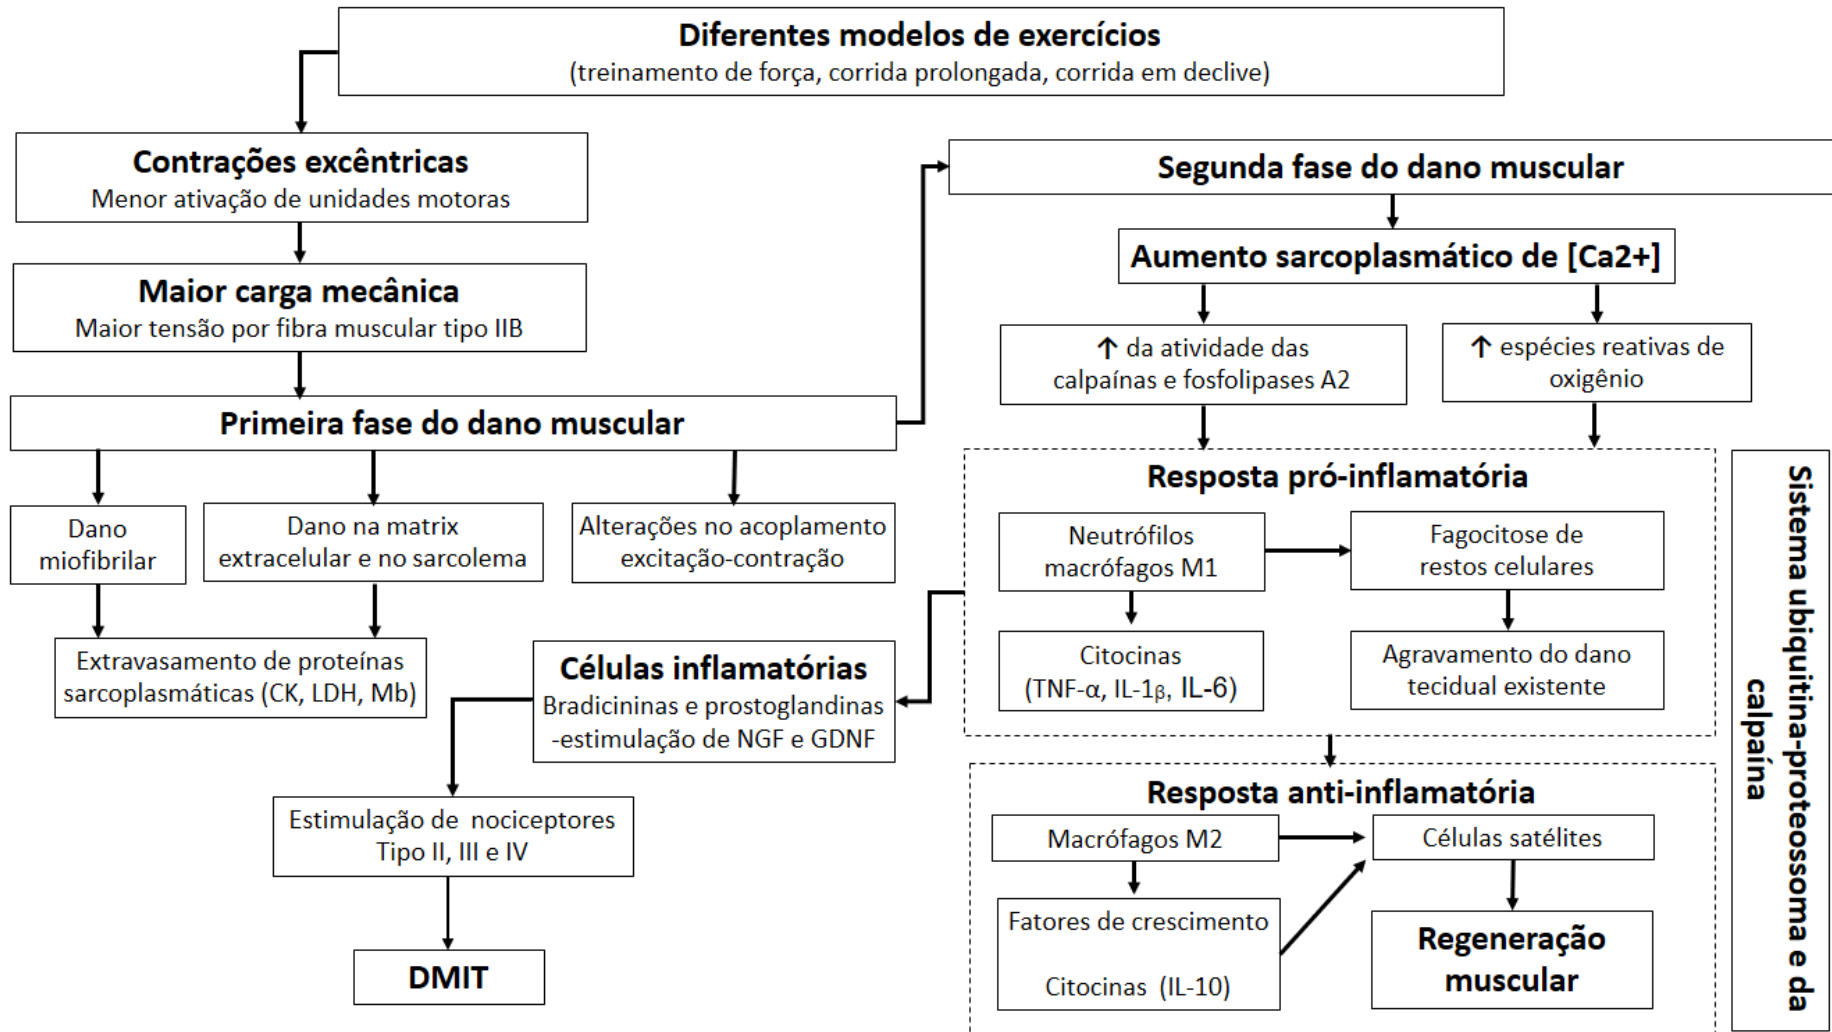 Diferentes modelos de exercícios
(treinamento de força, corrida prolongada, corrida em declive)
Contrações excêntricas
Menor ativação de unidades motoras
Maior carga mecânica
Maior tensão por fibra muscular tipo IIB
Primeira fase do dano muscular
Dano
miofibrilar
Dano na matrix
extracelular e no sarcolema
Alterações no acoplamento
excitação-contração
Extravasamento de proteínas
sarcoplasmáticas (CK, LDH, Mb)
Segunda fase do dano muscular
Aumento sarcoplasmático de [Ca2+]
↑ da atividade das
calpaínas e fosfolipases A2
↑ espécies reativas de
oxigênio
Resposta pró-inflamatória
Neutrófilos
macrófagos M1
Fagocitose de
restos celulares
Citocinas
(TNF-α, IL-1β, IL-6)
Agravamento do dano
tecidual existente
Células inflamatórias
Bradicininas e prostoglandinas
-estimulação de NGF e GDNF
Estimulação de nociceptores
Tipo II, III e IV
DMIT
Resposta anti-inflamatória
Macrófagos M2
Células satélites
Fatores de crescimento
Citocinas (IL-10)
Regeneração
muscular
Sistema ubiquitina-proteossoma e da
calpaína